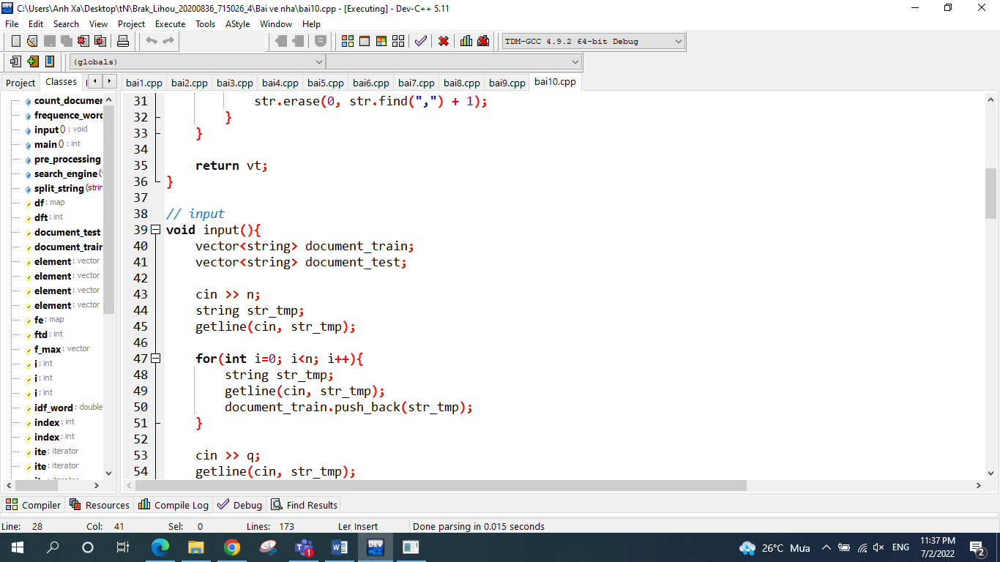 C:\Users\Anh Xa\Desktop\tN\Brak_Lihou_20200836_715026_4\Bai ve nha\bai10.cpp - [Executing] - Dev-C++ 5.11
File Edit Search View Project Execute Tools AStyle Window Help
TDM-GCC 4.9.2 64-bit Debug
(globals)
Project Classes
bai1.cpp bai2.cpp bai3.cpp bai4.cpp bai5.cpp bai6.cpp bai7.cpp bai8.cpp bai9.cpp bai10.cpp
count_documer
frequence_word
input() : void
main() : int
pre_processing
search_engine(
split_string (strin
df : map
dft : int
document_test
document_train
element : vector
element : vector
element : vector
element : vector
fe : map
ftd : int
f_max : vector
i : int
i : int
i : int
idf_word : double
index : int
index : int
ite : iterator
ite : iterator
31 str.erase(0, str.find(",") + 1);
32 }
33 }
34
35 return vt;
36 }
37
38 // input
39 void input(){
40 vector<string> document_train;
41 vector<string> document_test;
42
43 cin >> n;
44 string str_tmp;
45 getline(cin, str_tmp);
46
47 for(int i=0; i<n; i++){
48 string str_tmp;
49 getline(cin, str_tmp);
50 document_train.push_back(str_tmp);
51 }
52
53 cin >> q;
54 getline(cin, str_tmp);
Compiler Resources Compile Log Debug Find Results
Line: 28 Col: 41 Sel: 0 Lines: 173 Ler Insert Done parsing in 0.015 seconds
26°C Mưa ENG 11:37 PM
7/2/2022